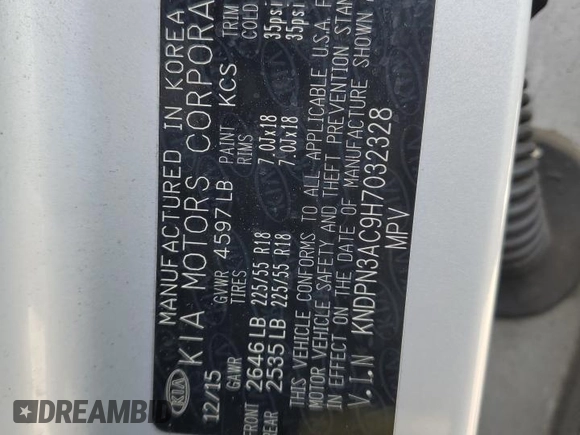 KIA
MANUFACTURED IN KOREA
KIA MOTORS CORPORA
12/15 GVWR 4597 LB PAINT KCS TRIM
GAWR TIRES RIMS COLD
FRONT 2646 LB 225/55 R18 7.0Jx18 35psi
REAR 2535 LB 225/55 R18 7.0Jx18 35psi
THIS VEHICLE CONFORMS TO ALL APPLICABLE U.S.A. F
MOTOR VEHICLE SAFETY AND THEFT PREVENTION STAN
IN EFFECT ON THE DATE OF MANUFACTURE SHOWN
V.I.N KNDPN3AC9H7032328
MPV
DREAMBID